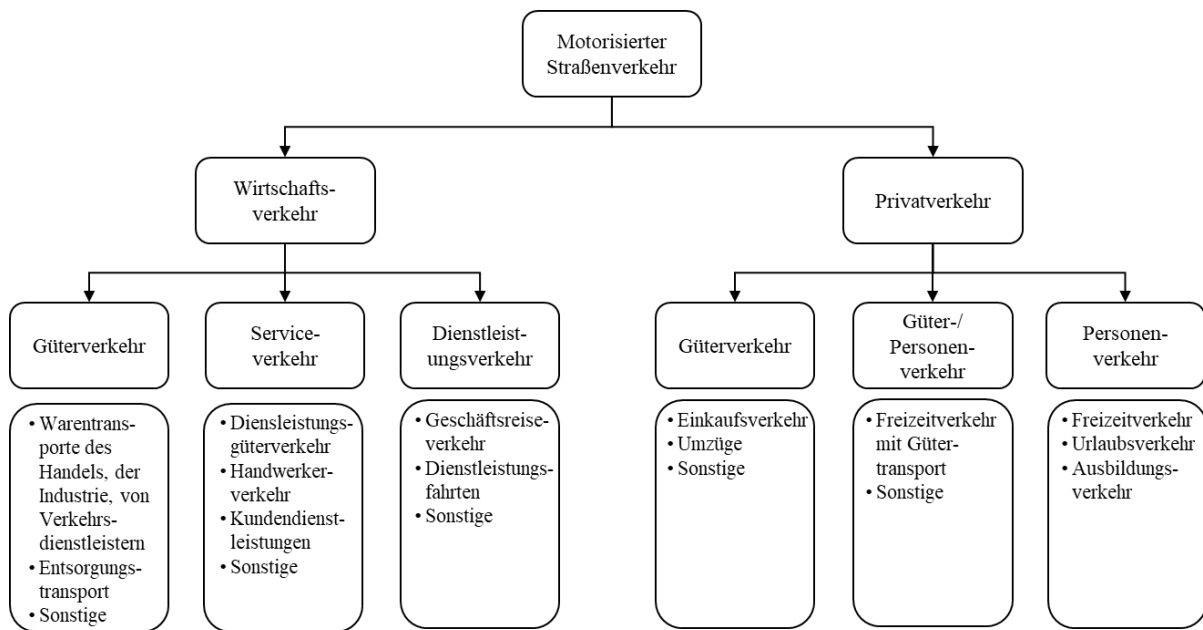 Motorisierter
Straßenverkehr
Wirtschafts-
verkehr
Privatverkehr
Güterverkehr
Service-
verkehr
Dienstleist-
ungsverkehr
Güterverkehr
Güter-/
Personen-
verkehr
Personen-
verkehr
• Warentrans-
porte des
Handels, der
Industrie, von
Verkehrs-
dienstleistern
• Entsorgungs-
transport
• Sonstige
• Diensleistungs-
güterverkehr
• Handwerker-
verkehr
• Kundendienst-
leistungen
• Sonstige
• Geschäftsreise-
verkehr
• Dienstleistungs-
fahrten
• Sonstige
• Einkaufsverkehr
• Umzüge
• Sonstige
• Freizeitverkehr
mit Güter-
transport
• Sonstige
• Freizeitverkehr
• Urlaubsverkehr
• Ausbildungs-
verkehr